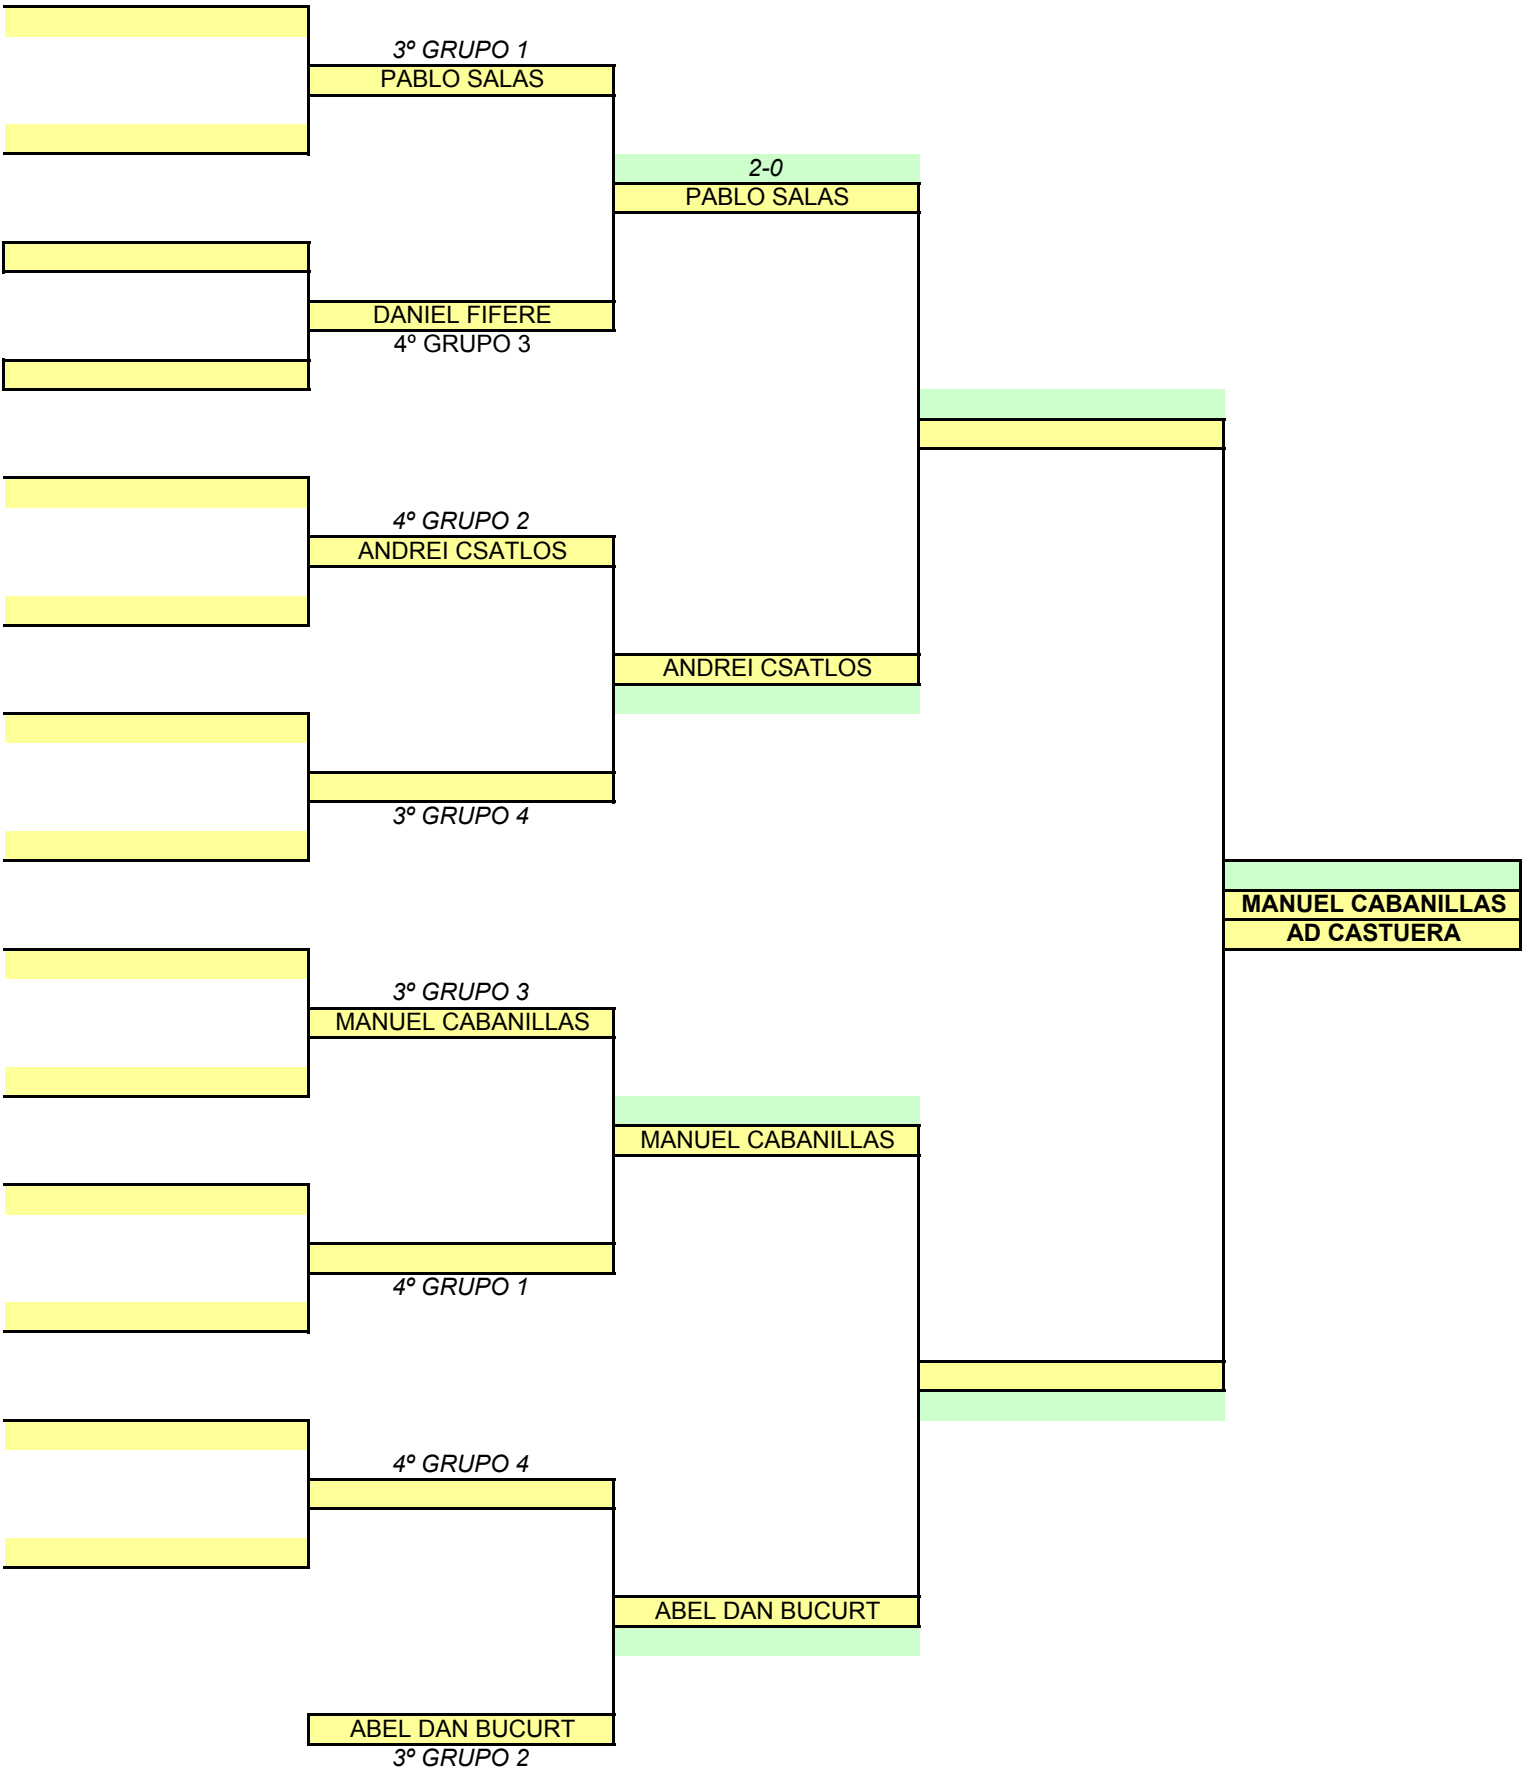 3º GRUPO 1
PABLO SALAS
2-0
PABLO SALAS
DANIEL FIFERE
4º GRUPO 3
4º GRUPO 2
ANDREI CSATLOS
ANDREI CSATLOS
3º GRUPO 4
MANUEL CABANILLAS
AD CASTUERA
3º GRUPO 3
MANUEL CABANILLAS
MANUEL CABANILLAS
4º GRUPO 1
4º GRUPO 4
ABEL DAN BUCURT
ABEL DAN BUCURT
3º GRUPO 2